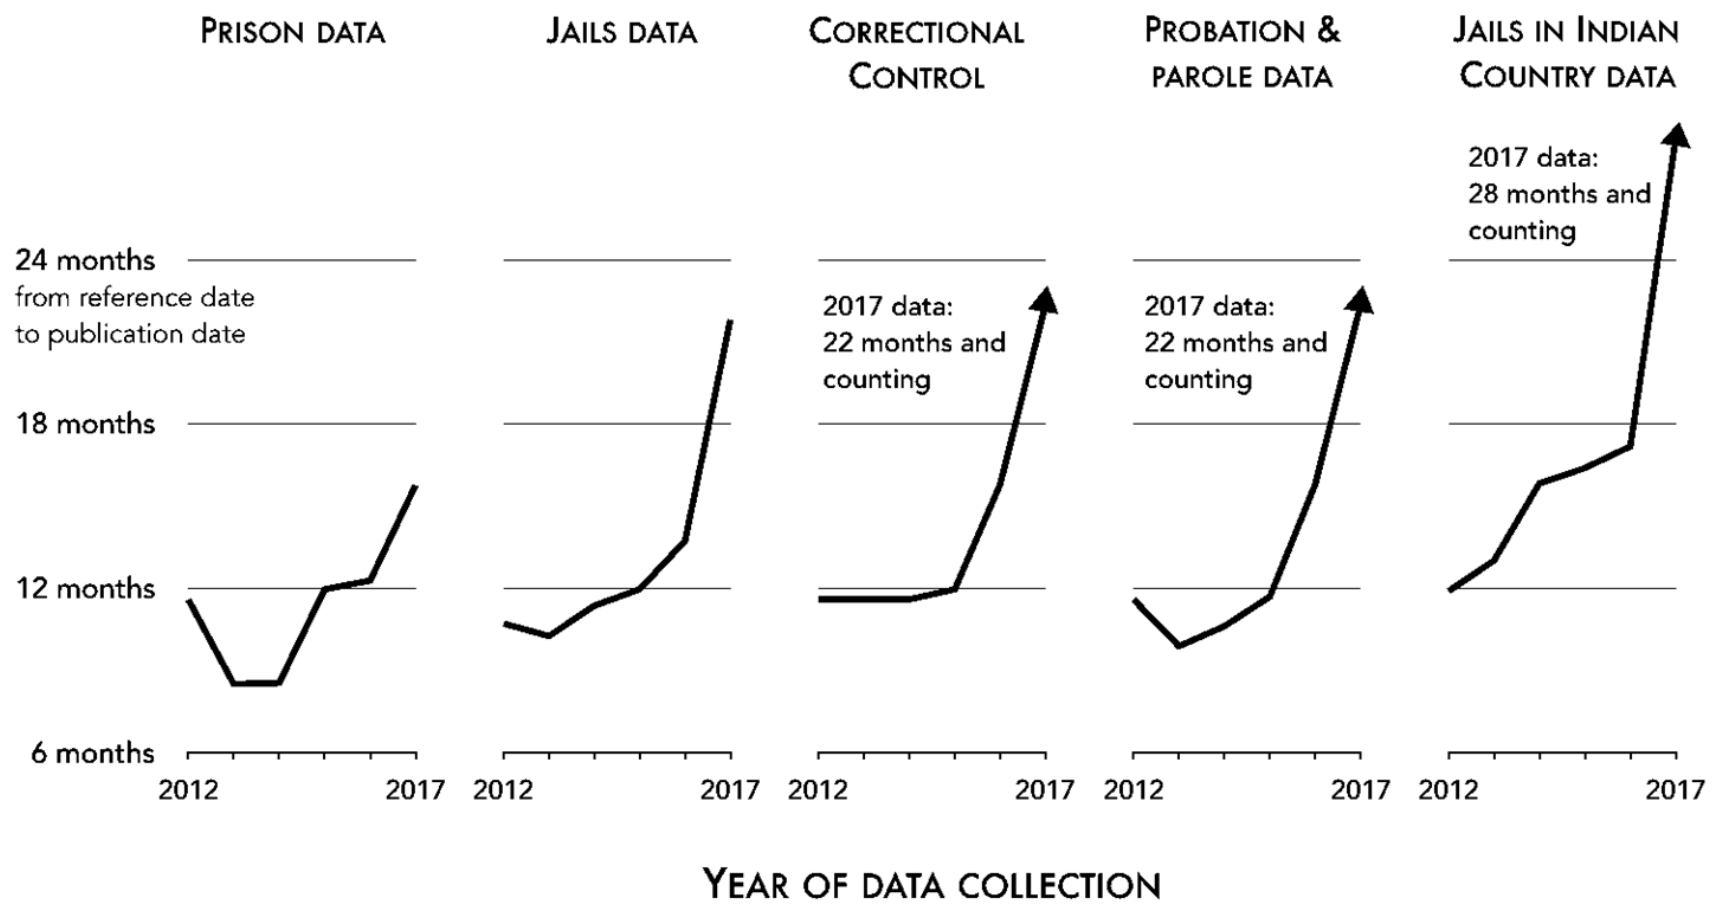 PRISON DATA
JAILS DATA
CORRECTIONAL
CONTROL
PROBATION &
PAROLE DATA
JAILS IN INDIAN
COUNTRY DATA
2017 data:
28 months and
counting
24 months
from reference date
to publication date
2017 data:
22 months and
counting
2017 data:
22 months and
counting
18 months
12 months
6 months
2012 2017 2012 2017 2012 2017 2012 2017 2012 2017
YEAR OF DATA COLLECTION